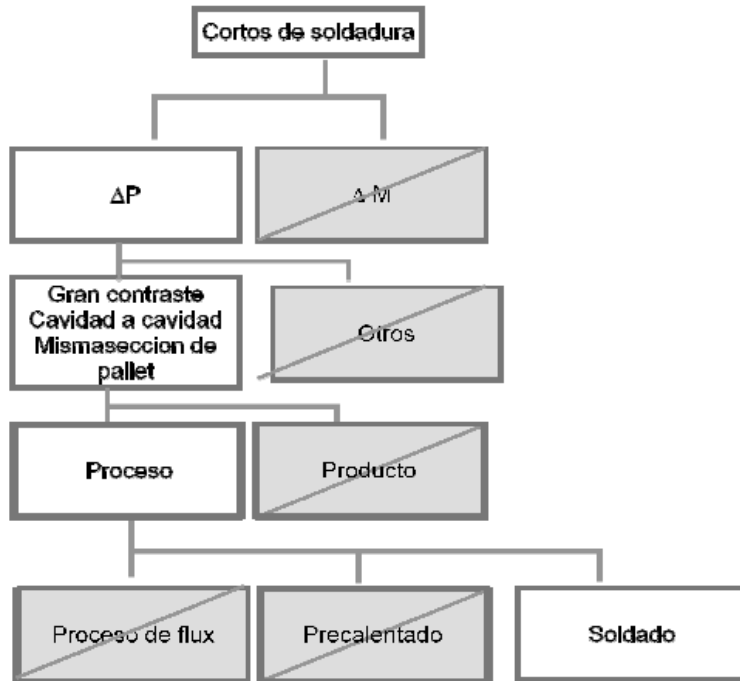 Cortos de soldadura
ΔP
Δ M
Gran contraste
Cavidad a cavidad
Mismaseccion de
pallet
Otros
Proceso
Producto
Proceso de flux
Precalentado
Soldado